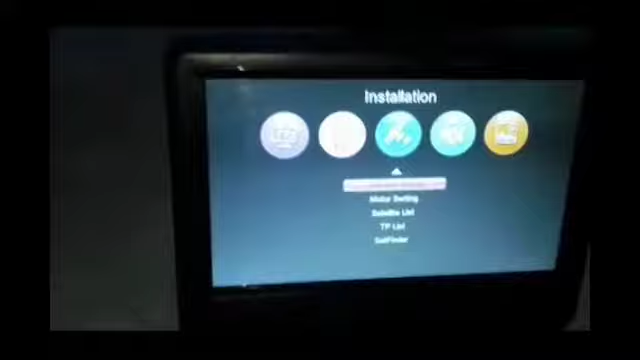 Installation
Motor Setting
Satellite List
TP List
SatFinder